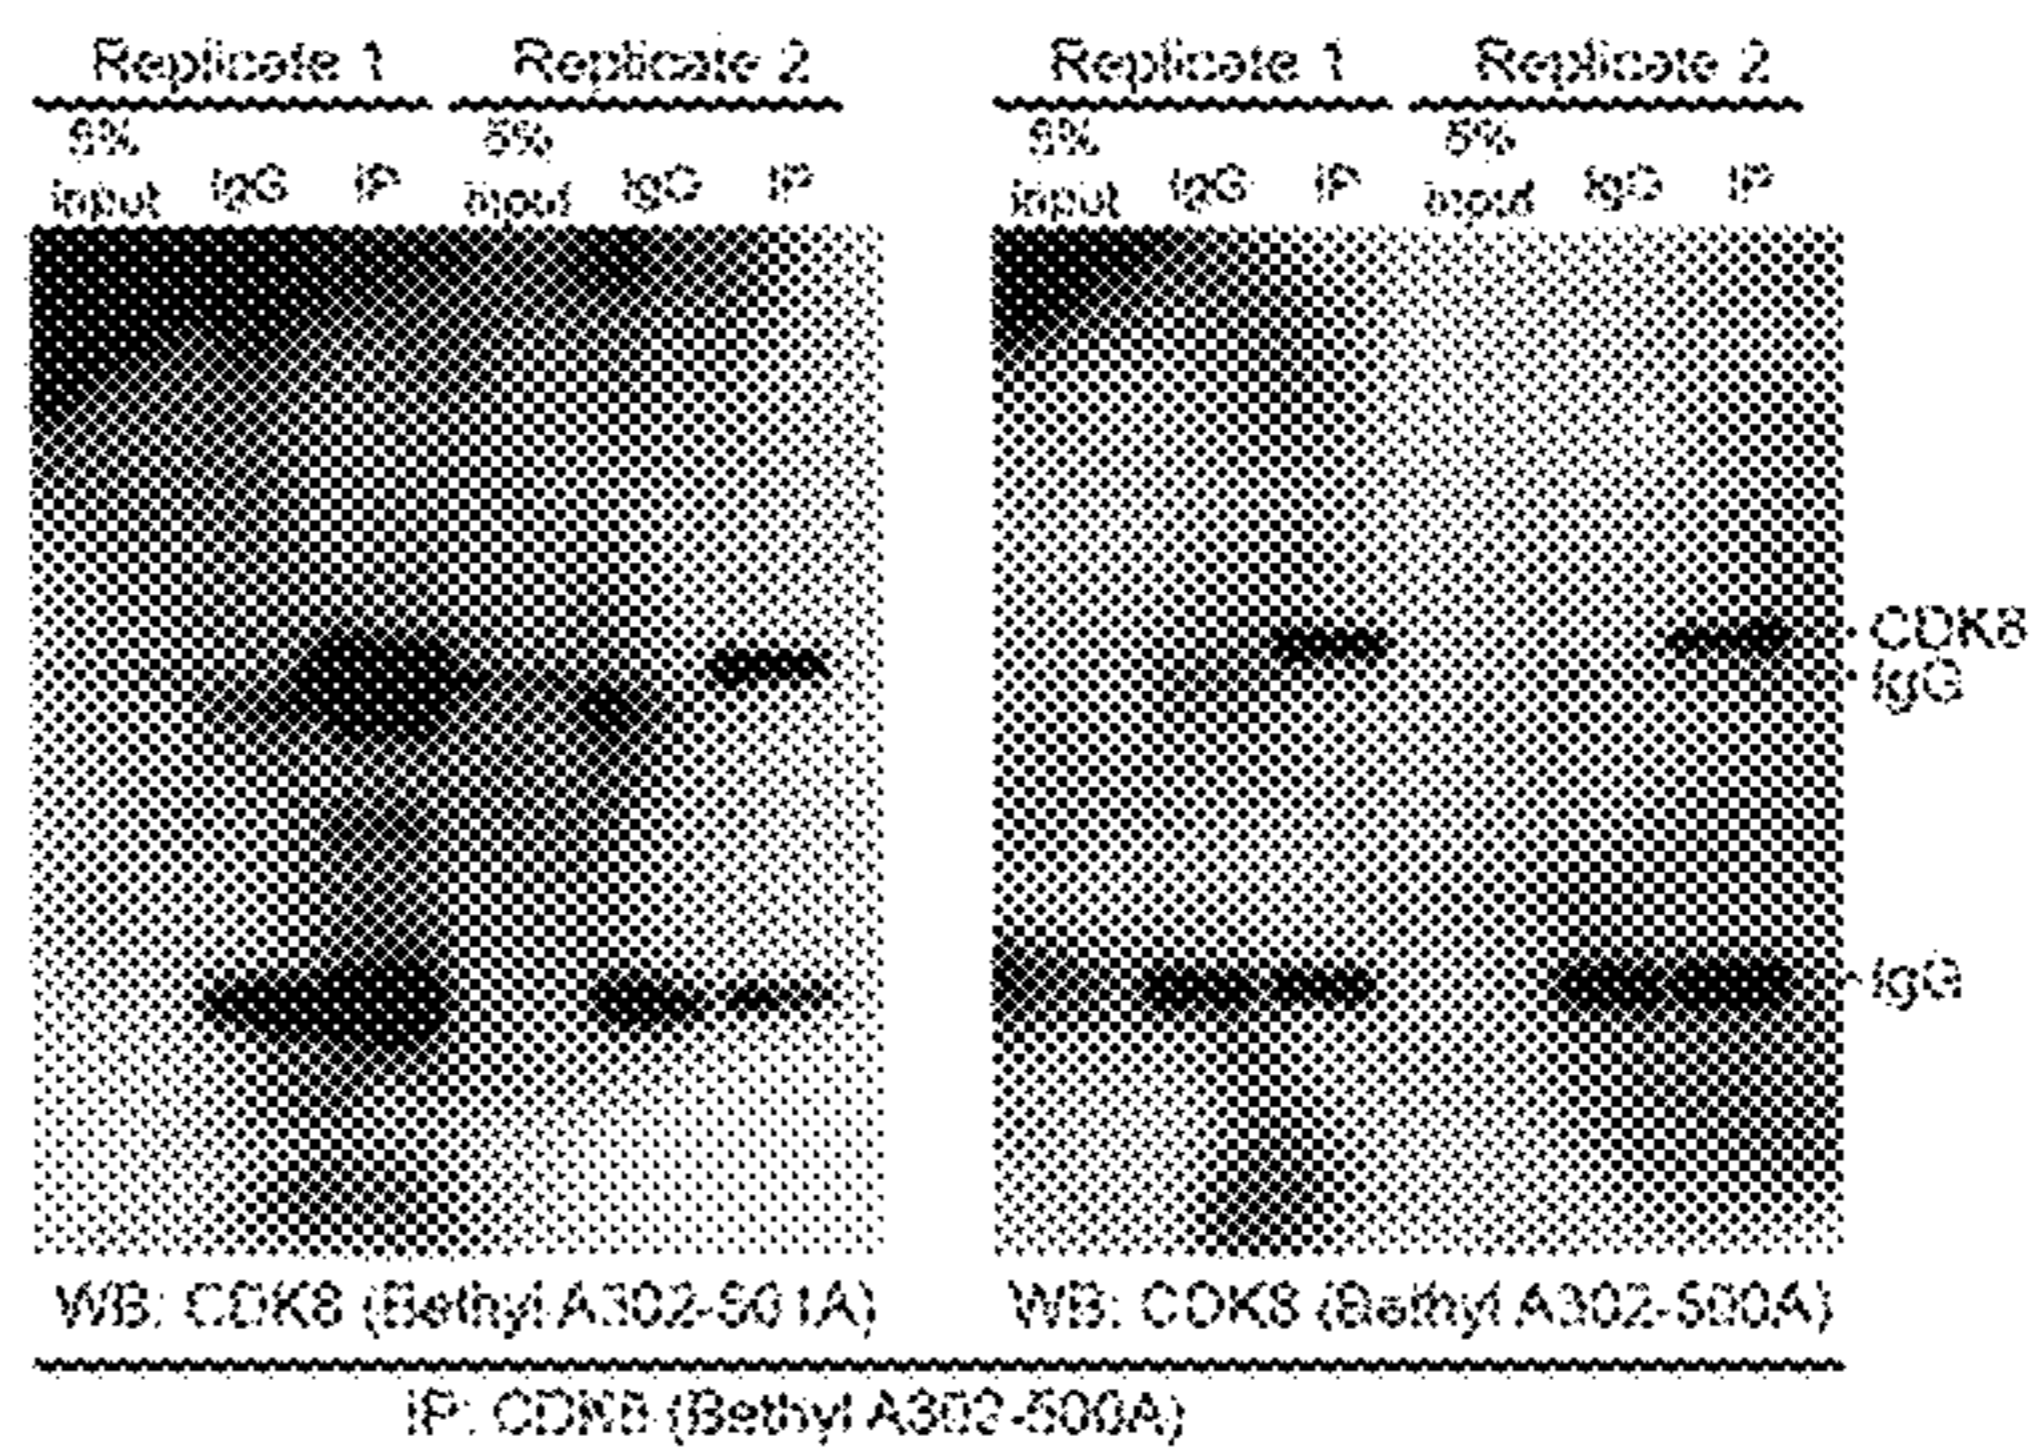 Replicate 1 Replicate 2 Replicate 1 Replicate 2
5% 5% 5% 5%
input IgG IP input IgG IP input IgG IP input IgG IP
CDK8
IgG
IgG
WB: CDK8 (Bethyl A302-501A) WB: CDK8 (Bethyl A302-500A)
IP: CDK8 (Bethyl A302-500A)